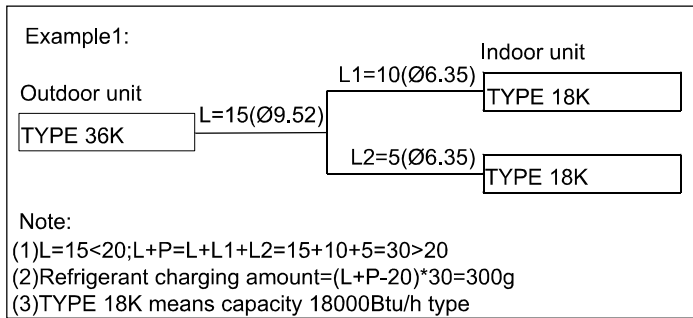 Example1:
Indoor unit
L1=10(Ø6.35)
TYPE 18K
Outdoor unit
L=15(Ø9.52)
TYPE 36K
L2=5(Ø6.35)
TYPE 18K
Note:
(1)L=15<20;L+P=L+L1+L2=15+10+5=30>20
(2)Refrigerant charging amount=(L+P-20)*30=300g
(3)TYPE 18K means capacity 18000Btu/h type